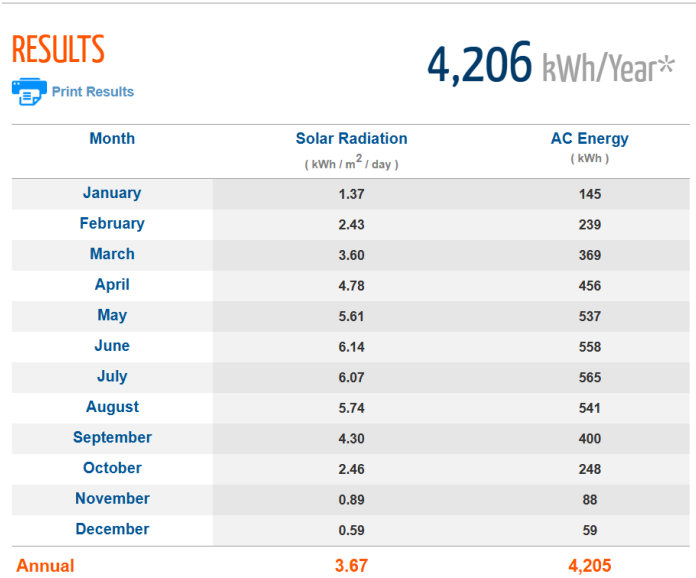 RESULTS
4,206 kWh/Year*
Print Results
Month Solar Radiation AC Energy
( kWh / m2 / day ) ( kWh )
January 1.37 145
February 2.43 239
March 3.60 369
April 4.78 456
May 5.61 537
June 6.14 558
July 6.07 565
August 5.74 541
September 4.30 400
October 2.46 248
November 0.89 88
December 0.59 59
Annual 3.67 4,205